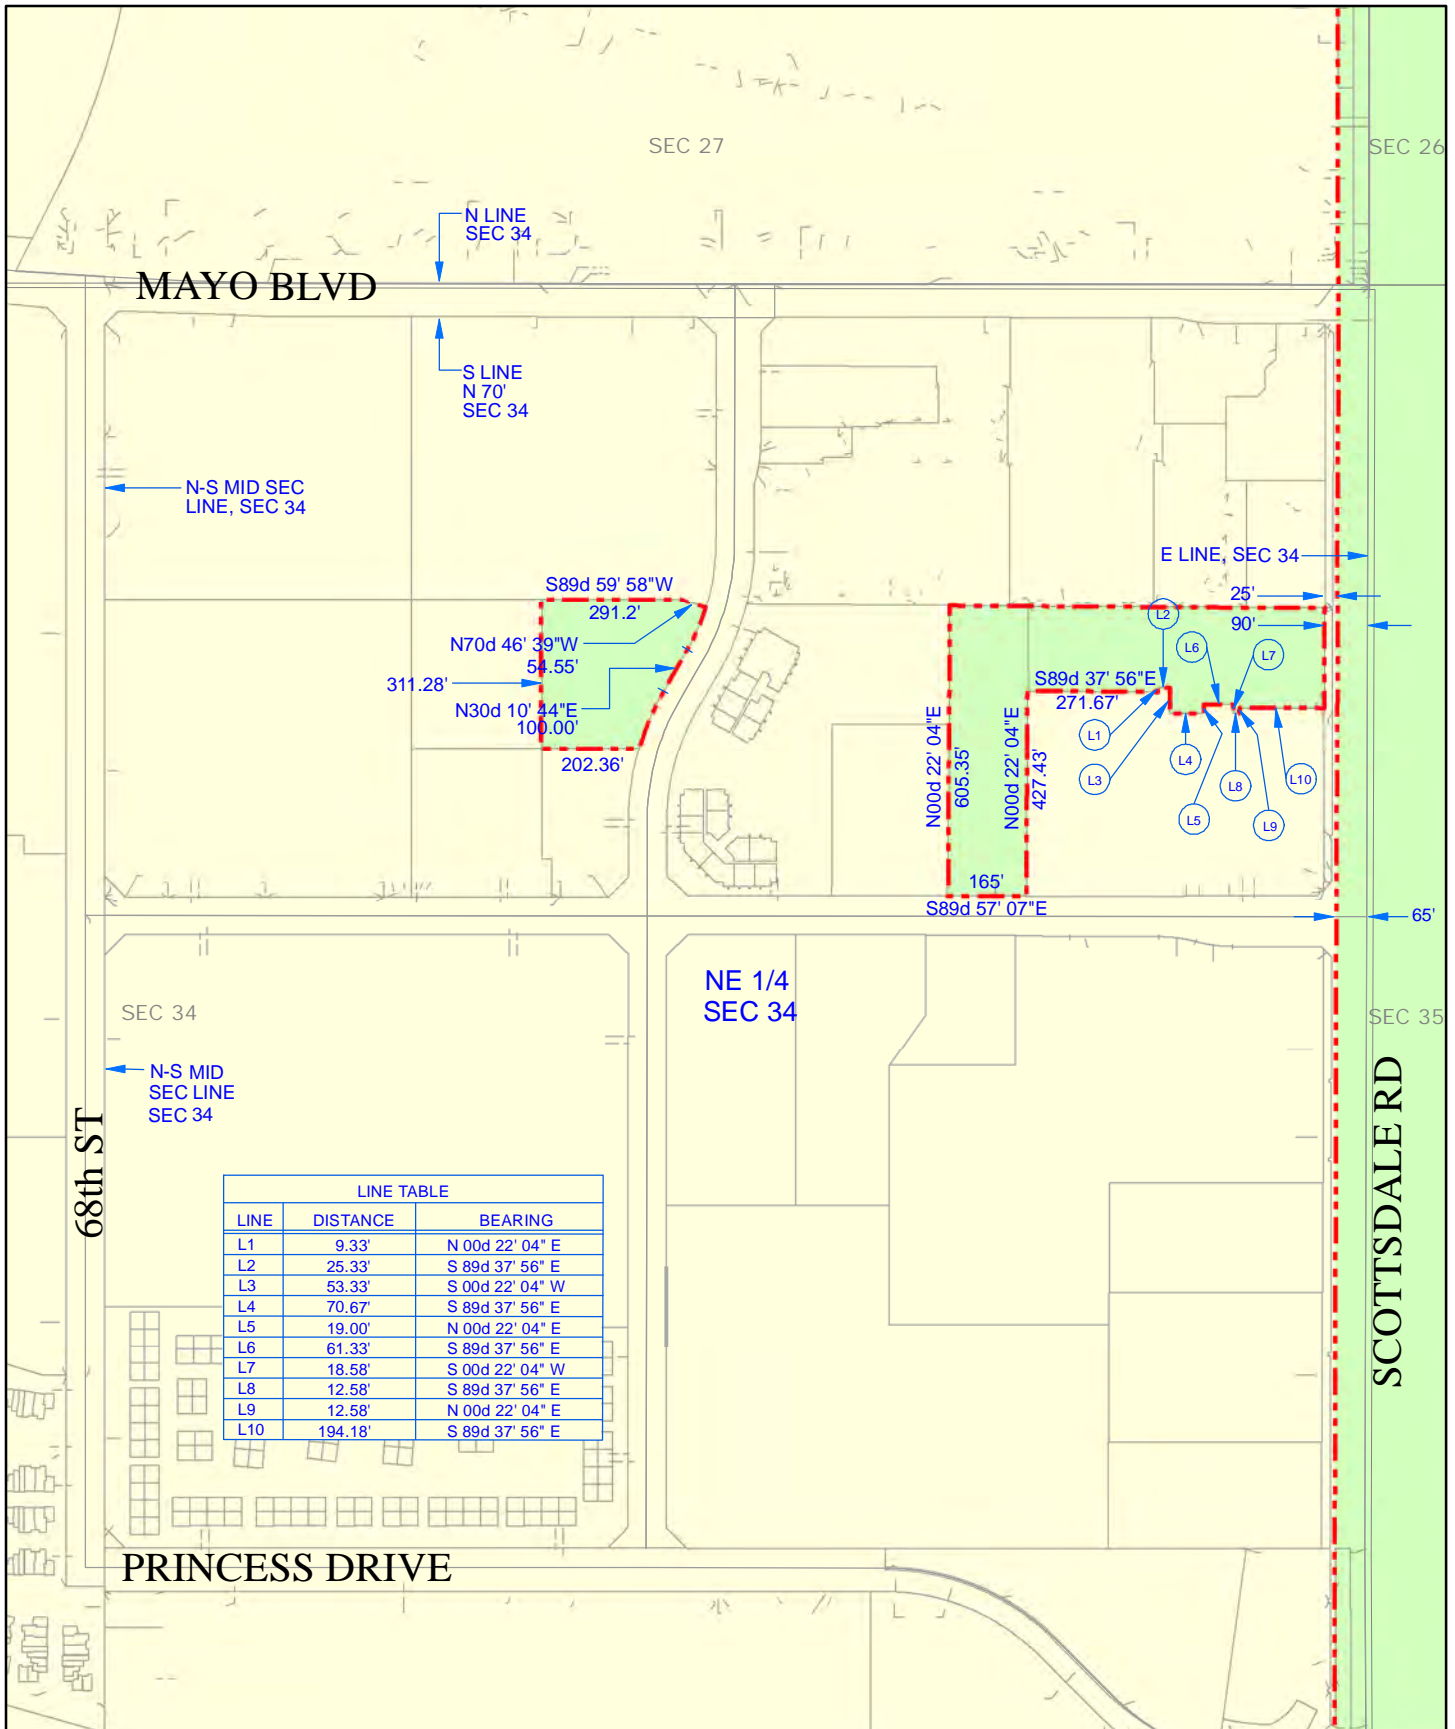 SEC 27
SEC 26
N LINE
SEC 34
MAYO BLVD
S LINE
N 70'
SEC 34
N-S MID SEC
LINE, SEC 34
E LINE, SEC 34
S89d 59' 58"W
291.2'
25'
90'
L2
L6
L7
N70d 46' 39"W
54.55'
311.28'
N30d 10' 44"E
100.00'
202.36'
S89d 37' 56"E
271.67'
L1
L3
L4
L5
L8
L9
L10
N00d 22' 04"E
605.35'
N00d 22' 04"E
427.43'
165'
S89d 57' 07"E
65'
NE 1/4
SEC 34
SEC 34
SEC 35
N-S MID
SEC LINE
SEC 34
68th ST
SCOTTSDALE RD
LINE TABLE
LINE DISTANCE BEARING
L1 9.33' N 00d 22' 04" E
L2 25.33' S 89d 37' 56" E
L3 53.33' S 00d 22' 04" W
L4 70.67' S 89d 37' 56" E
L5 19.00' N 00d 22' 04" E
L6 61.33' S 89d 37' 56" E
L7 18.58' S 00d 22' 04" W
L8 12.58' S 89d 37' 56" E
L9 12.58' N 00d 22' 04" E
L10 194.18' S 89d 37' 56" E
PRINCESS DRIVE